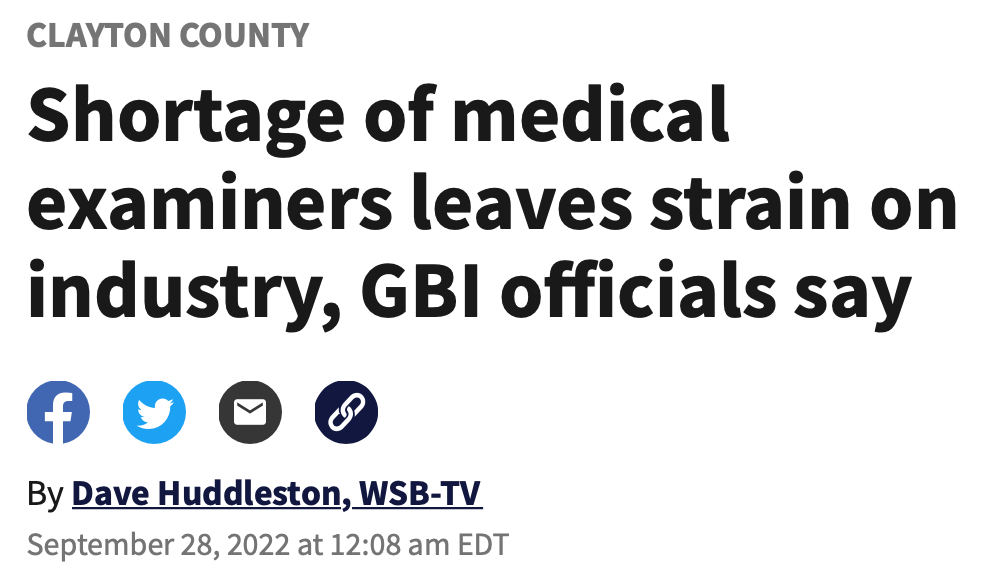 CLAYTON COUNTY
Shortage of medical
examiners leaves strain on
industry, GBI officials say
By Dave Huddleston, WSB-TV
September 28, 2022 at 12:08 am EDT